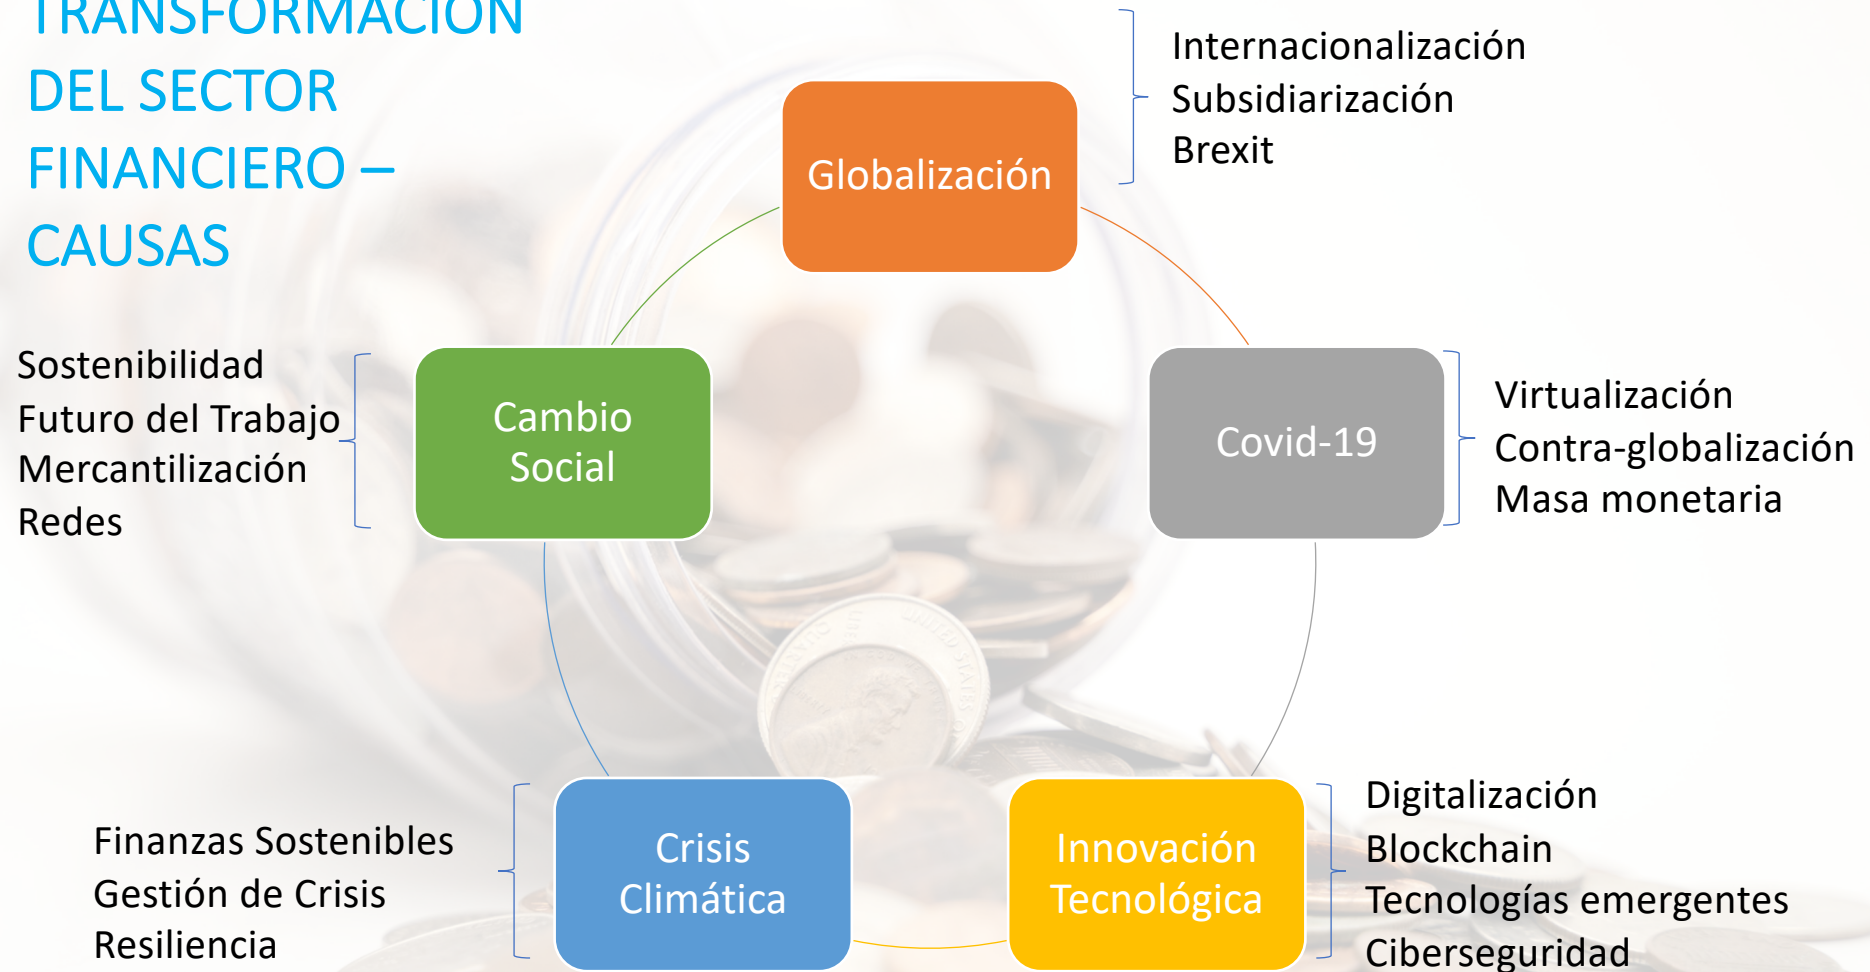 TRANSFORMACIÓN
DEL SECTOR
FINANCIERO –
CAUSAS
Globalización
Internacionalización
Subsidiarización
Brexit
Covid-19
Virtualización
Contra-globalización
Masa monetaria
Innovación
Tecnológica
Digitalización
Blockchain
Tecnologías emergentes
Ciberseguridad
Crisis
Climática
Finanzas Sostenibles
Gestión de Crisis
Resiliencia
Cambio
Social
Sostenibilidad
Futuro del Trabajo
Mercantilización
Redes